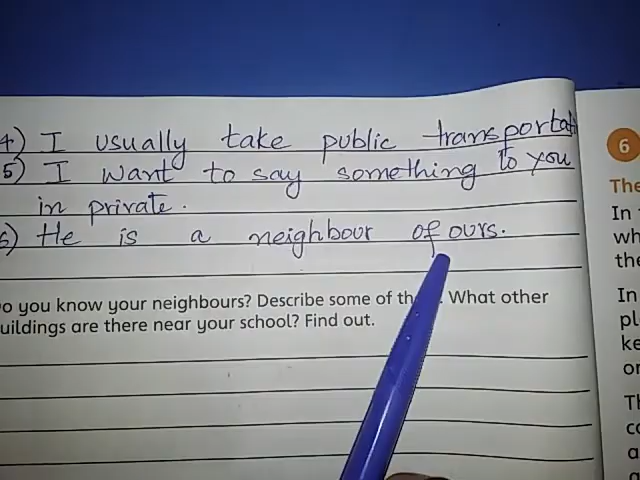 4) I usually take public transportat
5) I want to say something to you
in private.
6) He is a neighbour of ours.
o you know your neighbours? Describe some of th What other
uildings are there near your school? Find out.
6
The
In
wh
the
In
pl
ke
or
Th
co
a